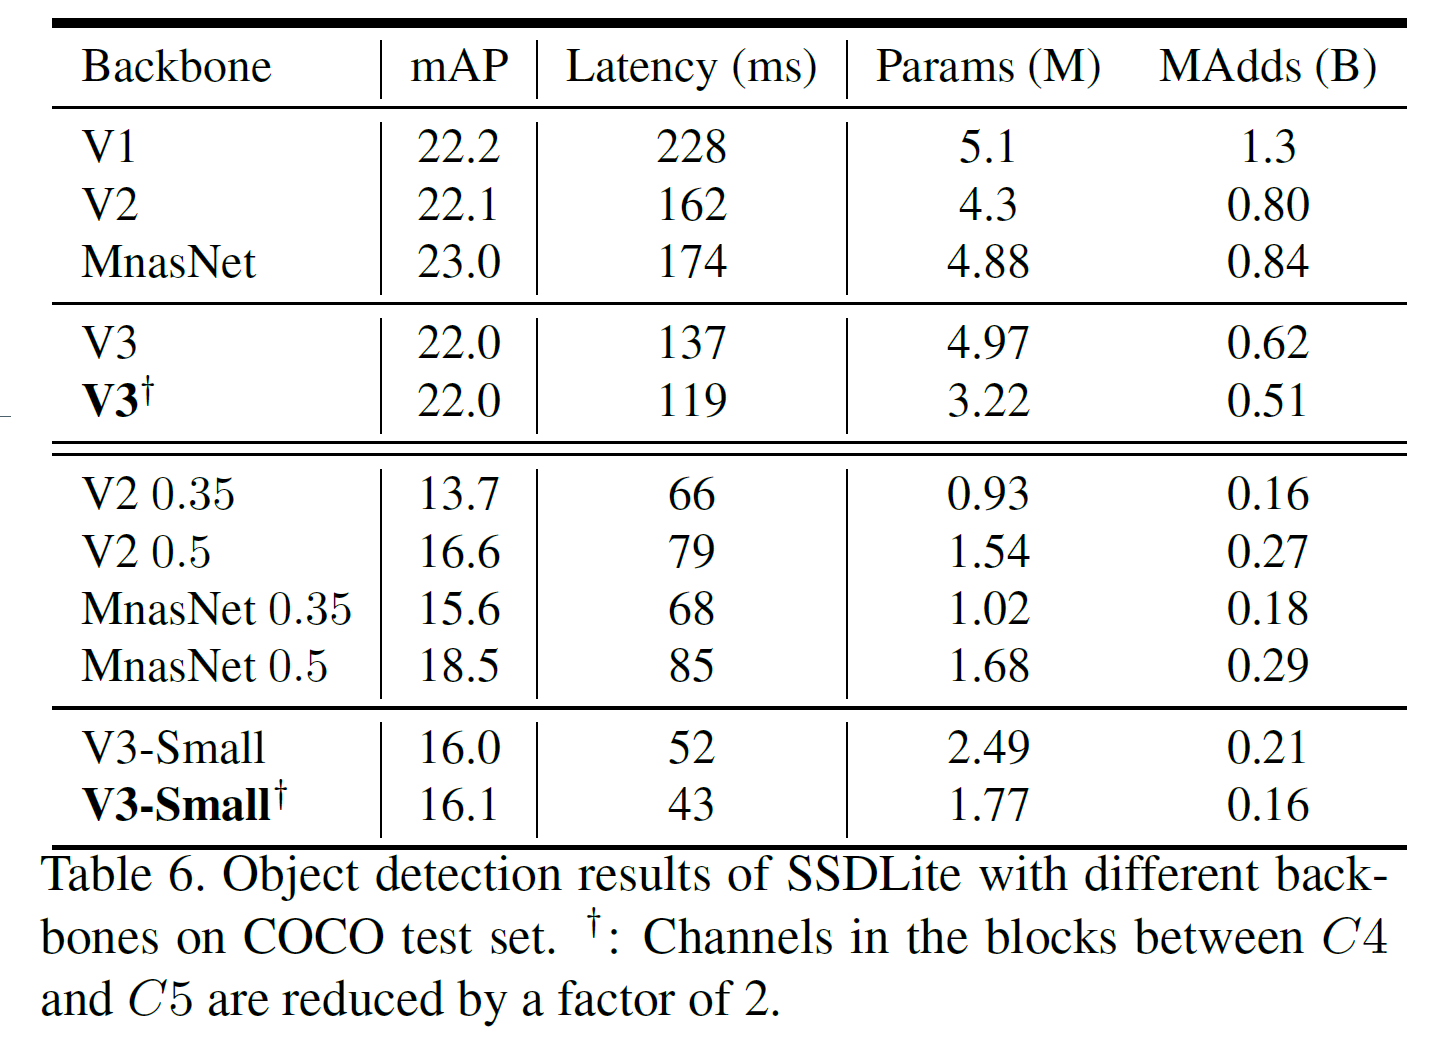 Backbone mAP Latency (ms) Params (M) MAdds (B)
V1 22.2 228 5.1 1.3
V2 22.1 162 4.3 0.80
MnasNet 23.0 174 4.88 0.84
V3 22.0 137 4.97 0.62
V3† 22.0 119 3.22 0.51
V2 0.35 13.7 66 0.93 0.16
V2 0.5 16.6 79 1.54 0.27
MnasNet 0.35 15.6 68 1.02 0.18
MnasNet 0.5 18.5 85 1.68 0.29
V3-Small 16.0 52 2.49 0.21
V3-Small† 16.1 43 1.77 0.16
Table 6. Object detection results of SSDLite with different back-
bones on COCO test set. †: Channels in the blocks between C4
and C5 are reduced by a factor of 2.